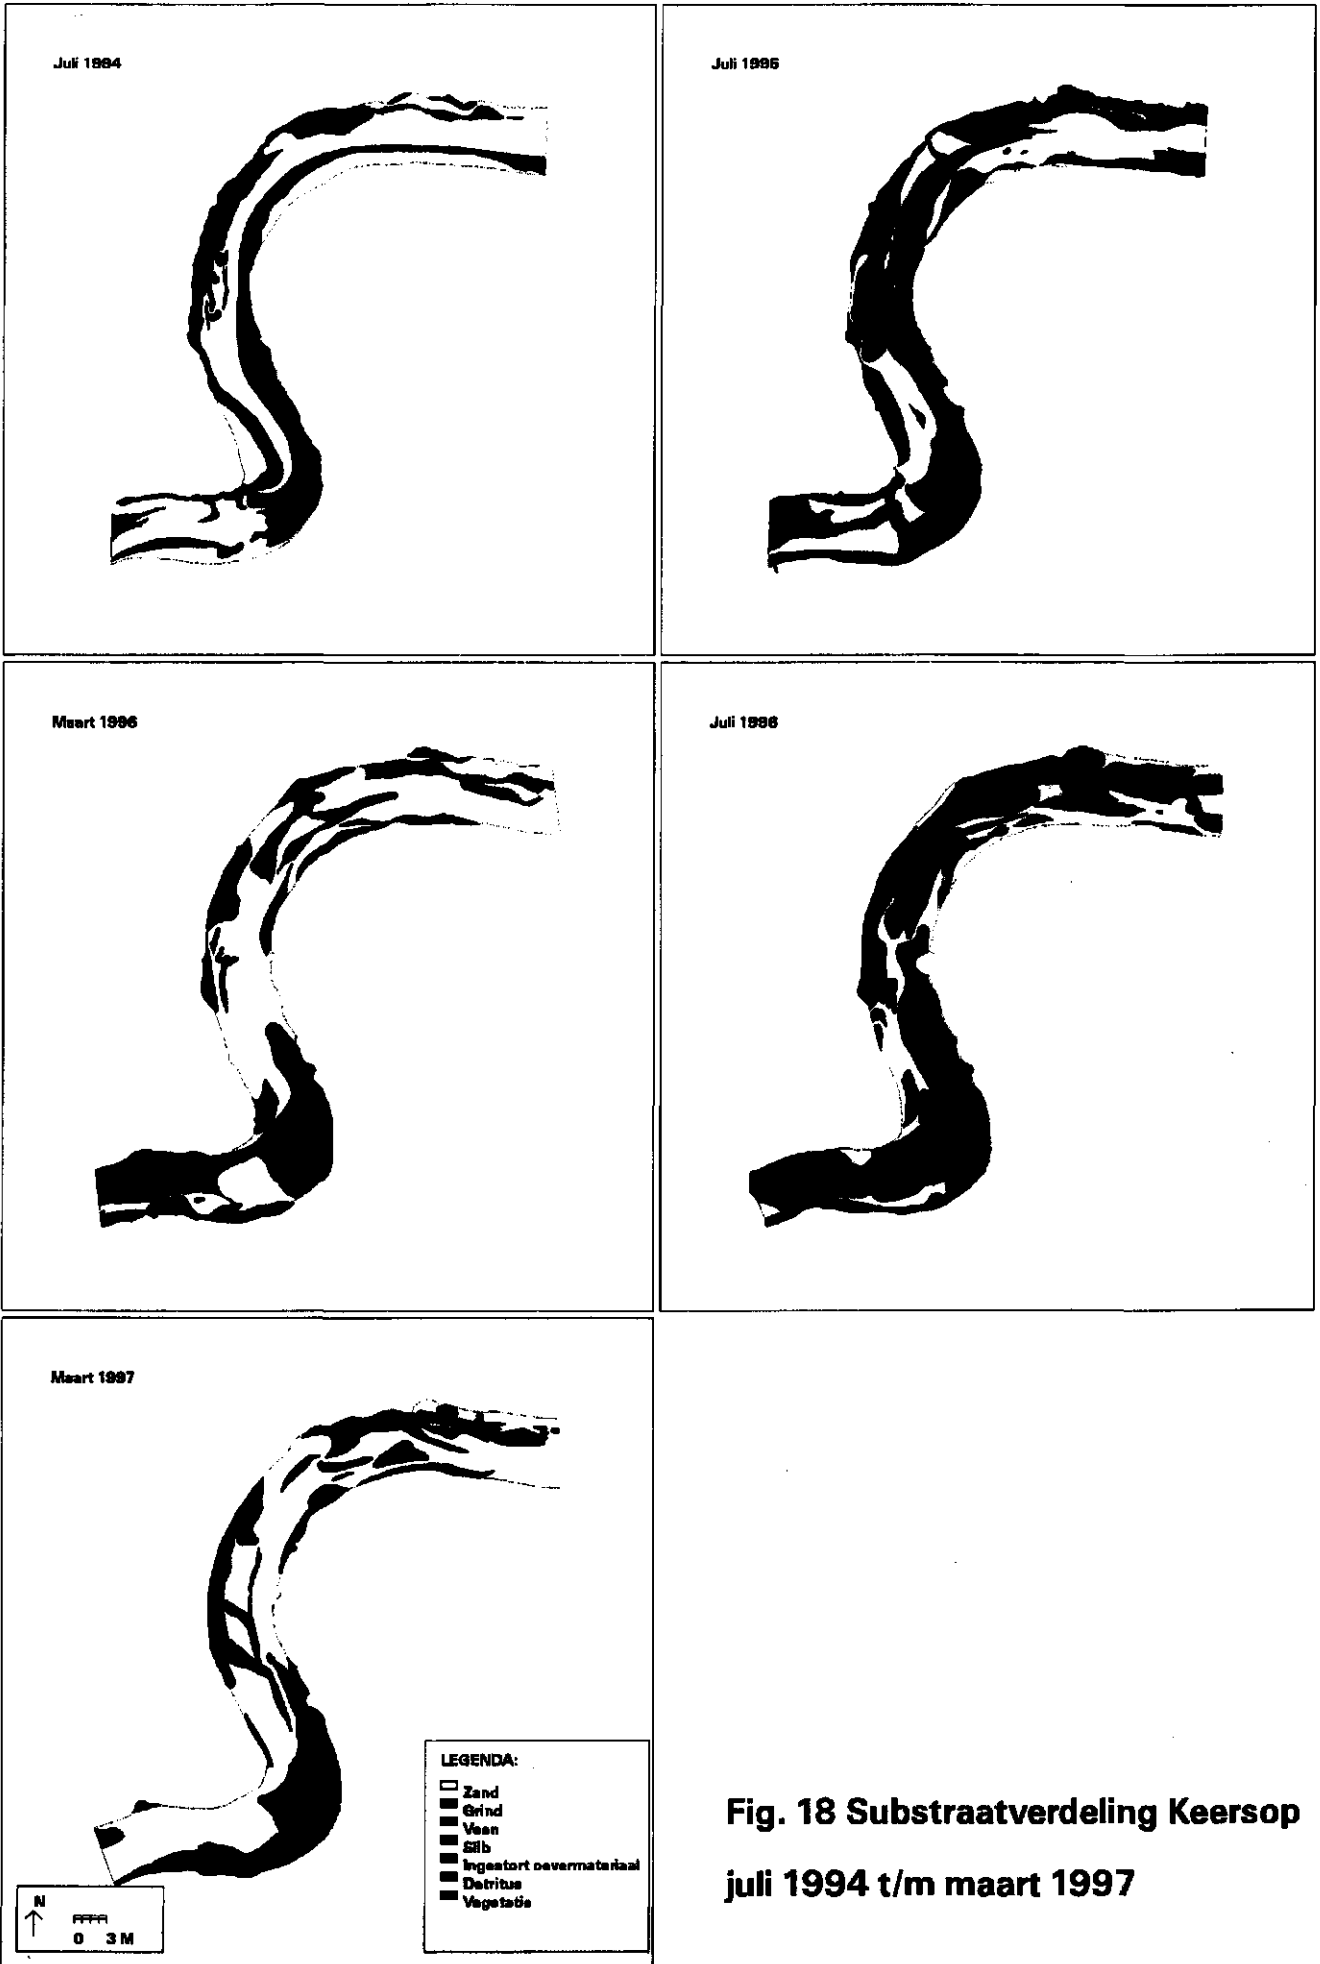 Juli 1994
Juli 1995
Maart 1996
Juli 1996
Maart 1997
LEGENDA:
Zand
Grind
Veen
Slib
Ingestort oevermateriaal
Detritus
Vegetatie
N
0 3 M
Fig. 18 Substraatverdeling Keersop
juli 1994 t/m maart 1997